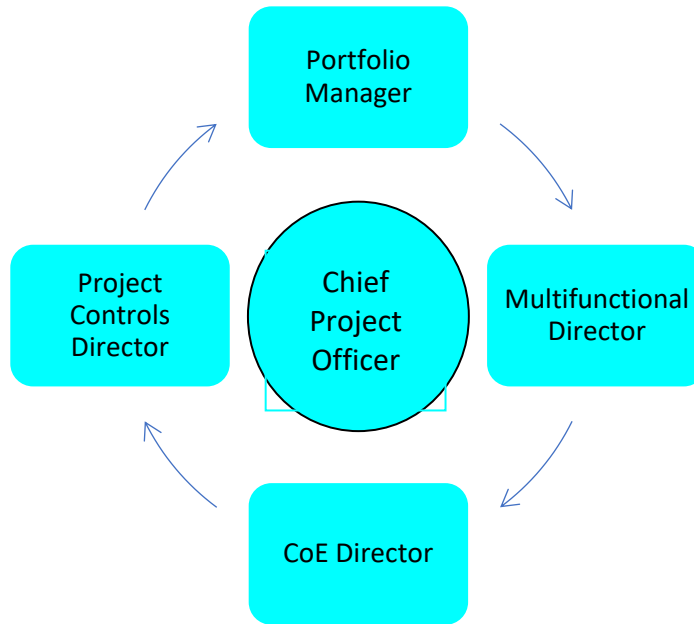 Portfolio
Manager
Project
Controls
Director
Chief
Project
Officer
Multifunctional
Director
CoE Director